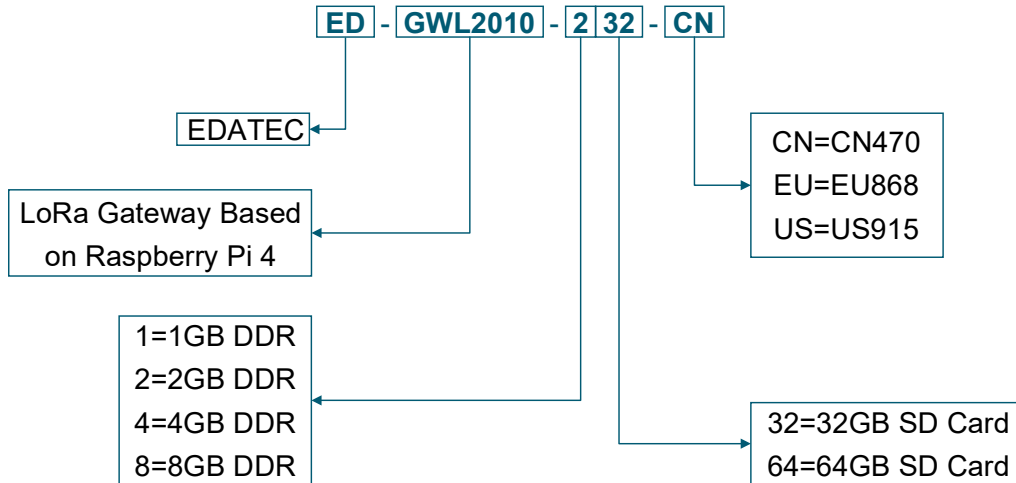 ED - GWL2010 - 2 32 - CN
EDATEC
LoRa Gateway Based
on Raspberry Pi 4
1=1GB DDR
2=2GB DDR
4=4GB DDR
8=8GB DDR
CN=CN470
EU=EU868
US=US915
32=32GB SD Card
64=64GB SD Card